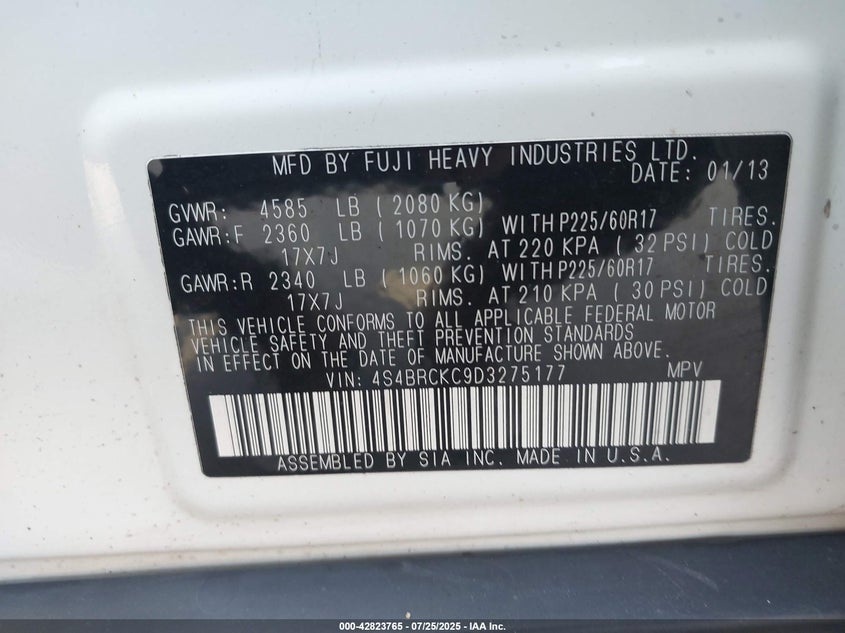 MFD BY FUJI HEAVY INDUSTRIES LTD.
DATE: 01/13
GVWR: 4585 LB ( 2080 KG)
GAWR:F 2360 LB ( 1070 KG) WITH P225/60R17 TIRES.
17X7J RIMS. AT 220 KPA ( 32 PSI) COLD
GAWR:R 2340 LB ( 1060 KG) WITH P225/60R17 TIRES.
17X7J RIMS. AT 210 KPA ( 30 PSI) COLD
THIS VEHICLE CONFORMS TO ALL APPLICABLE FEDERAL MOTOR
VEHICLE SAFETY AND THEFT PREVENTION STANDARDS
IN EFFECT ON THE DATE OF MANUFACTURE SHOWN ABOVE.
VIN: 4S4BRCKC9D3275177 MPV
ASSEMBLED BY SIA INC. MADE IN U.S.A.
000-42823765 - 07/25/2025 - IAA Inc.